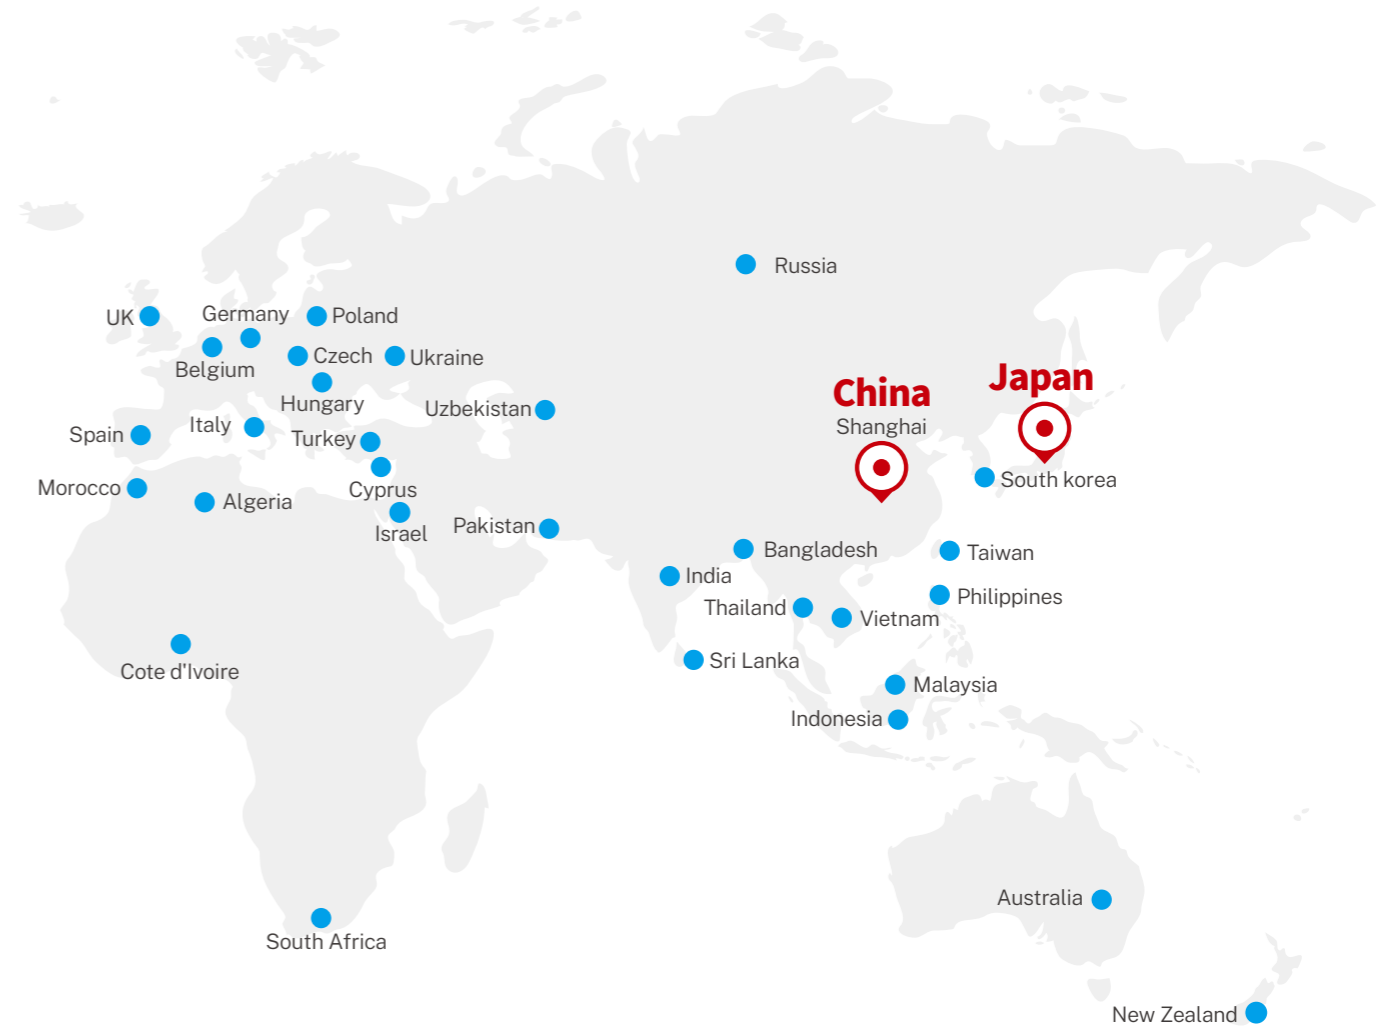 Russia
UK
Germany
Poland
Belgium
Czech
Ukraine
Hungary
Japan
China
Shanghai
Uzbekistan
Spain
Italy
Turkey
South korea
Morocco
Algeria
Cyprus
Israel
Pakistan
Bangladesh
Taiwan
India
Philippines
Thailand
Vietnam
Cote d'Ivoire
Sri Lanka
Malaysia
Indonesia
Australia
South Africa
New Zealand